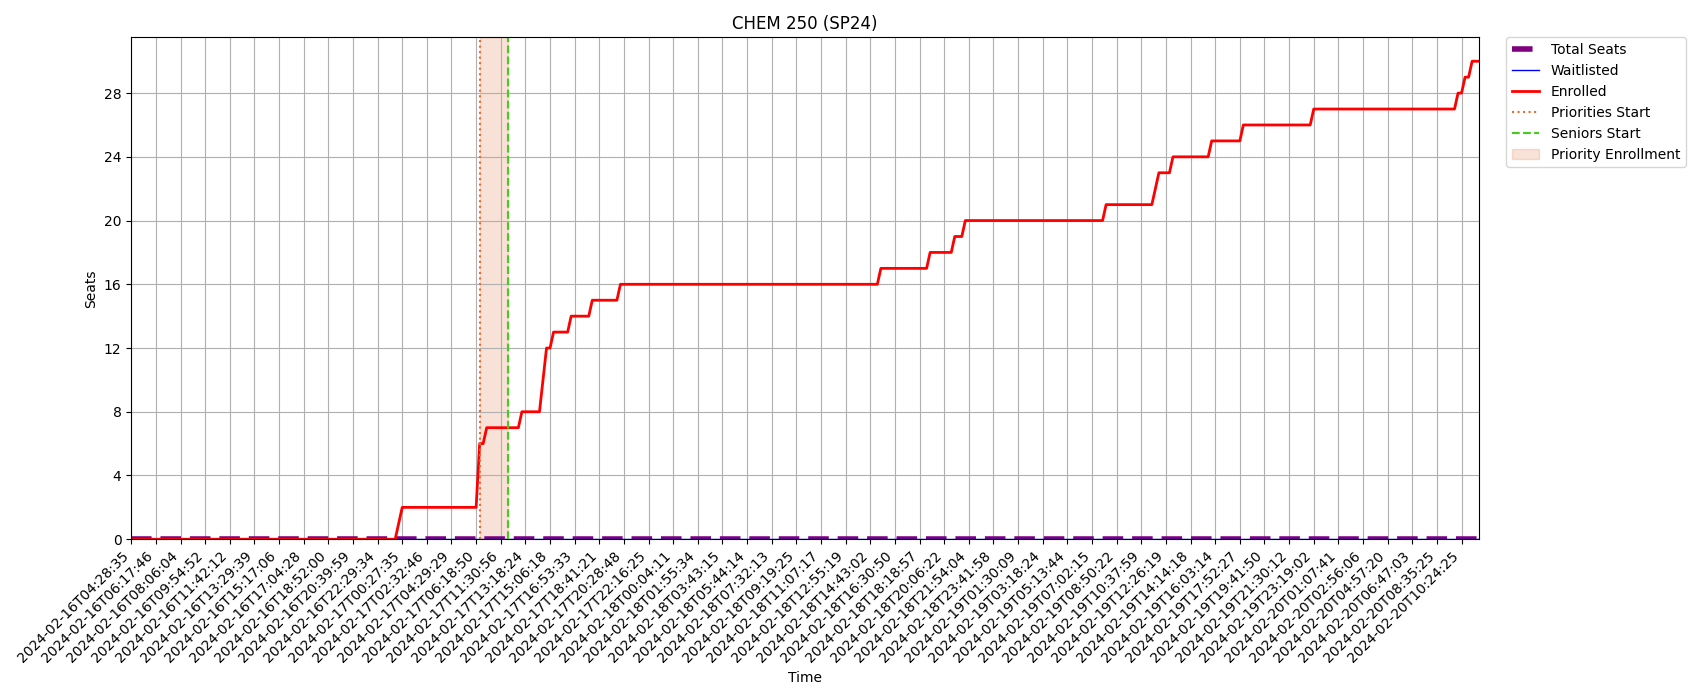 CHEM 250 (SP24)
Total Seats
Waitlisted
Enrolled
Priorities Start
Seniors Start
Priority Enrollment
Seats
28
24
20
16
12
8
4
0
2024-02-16T04:28:35
2024-02-16T06:17:46
2024-02-16T08:06:04
2024-02-16T09:54:52
2024-02-16T11:42:12
2024-02-16T13:29:39
2024-02-16T15:17:06
2024-02-16T17:04:28
2024-02-16T18:52:00
2024-02-16T20:39:59
2024-02-16T22:29:34
2024-02-17T00:27:35
2024-02-17T02:32:46
2024-02-17T04:29:29
2024-02-17T06:18:50
2024-02-17T11:30:56
2024-02-17T13:18:24
2024-02-17T15:06:18
2024-02-17T16:53:33
2024-02-17T18:41:21
2024-02-17T20:28:48
2024-02-17T22:16:25
2024-02-18T00:04:11
2024-02-18T01:55:34
2024-02-18T03:43:15
2024-02-18T05:44:14
2024-02-18T07:32:13
2024-02-18T09:19:25
2024-02-18T11:07:17
2024-02-18T12:55:19
2024-02-18T14:43:02
2024-02-18T16:30:50
2024-02-18T18:18:57
2024-02-18T20:06:22
2024-02-18T21:54:04
2024-02-18T23:41:58
2024-02-19T01:30:09
2024-02-19T03:18:24
2024-02-19T05:13:44
2024-02-19T07:02:15
2024-02-19T08:50:22
2024-02-19T10:37:59
2024-02-19T12:26:19
2024-02-19T14:14:18
2024-02-19T16:03:14
2024-02-19T17:52:27
2024-02-19T19:41:50
2024-02-19T21:30:12
2024-02-19T23:19:02
2024-02-20T01:07:41
2024-02-20T02:56:06
2024-02-20T04:57:20
2024-02-20T06:47:03
2024-02-20T08:35:25
2024-02-20T10:24:25
Time